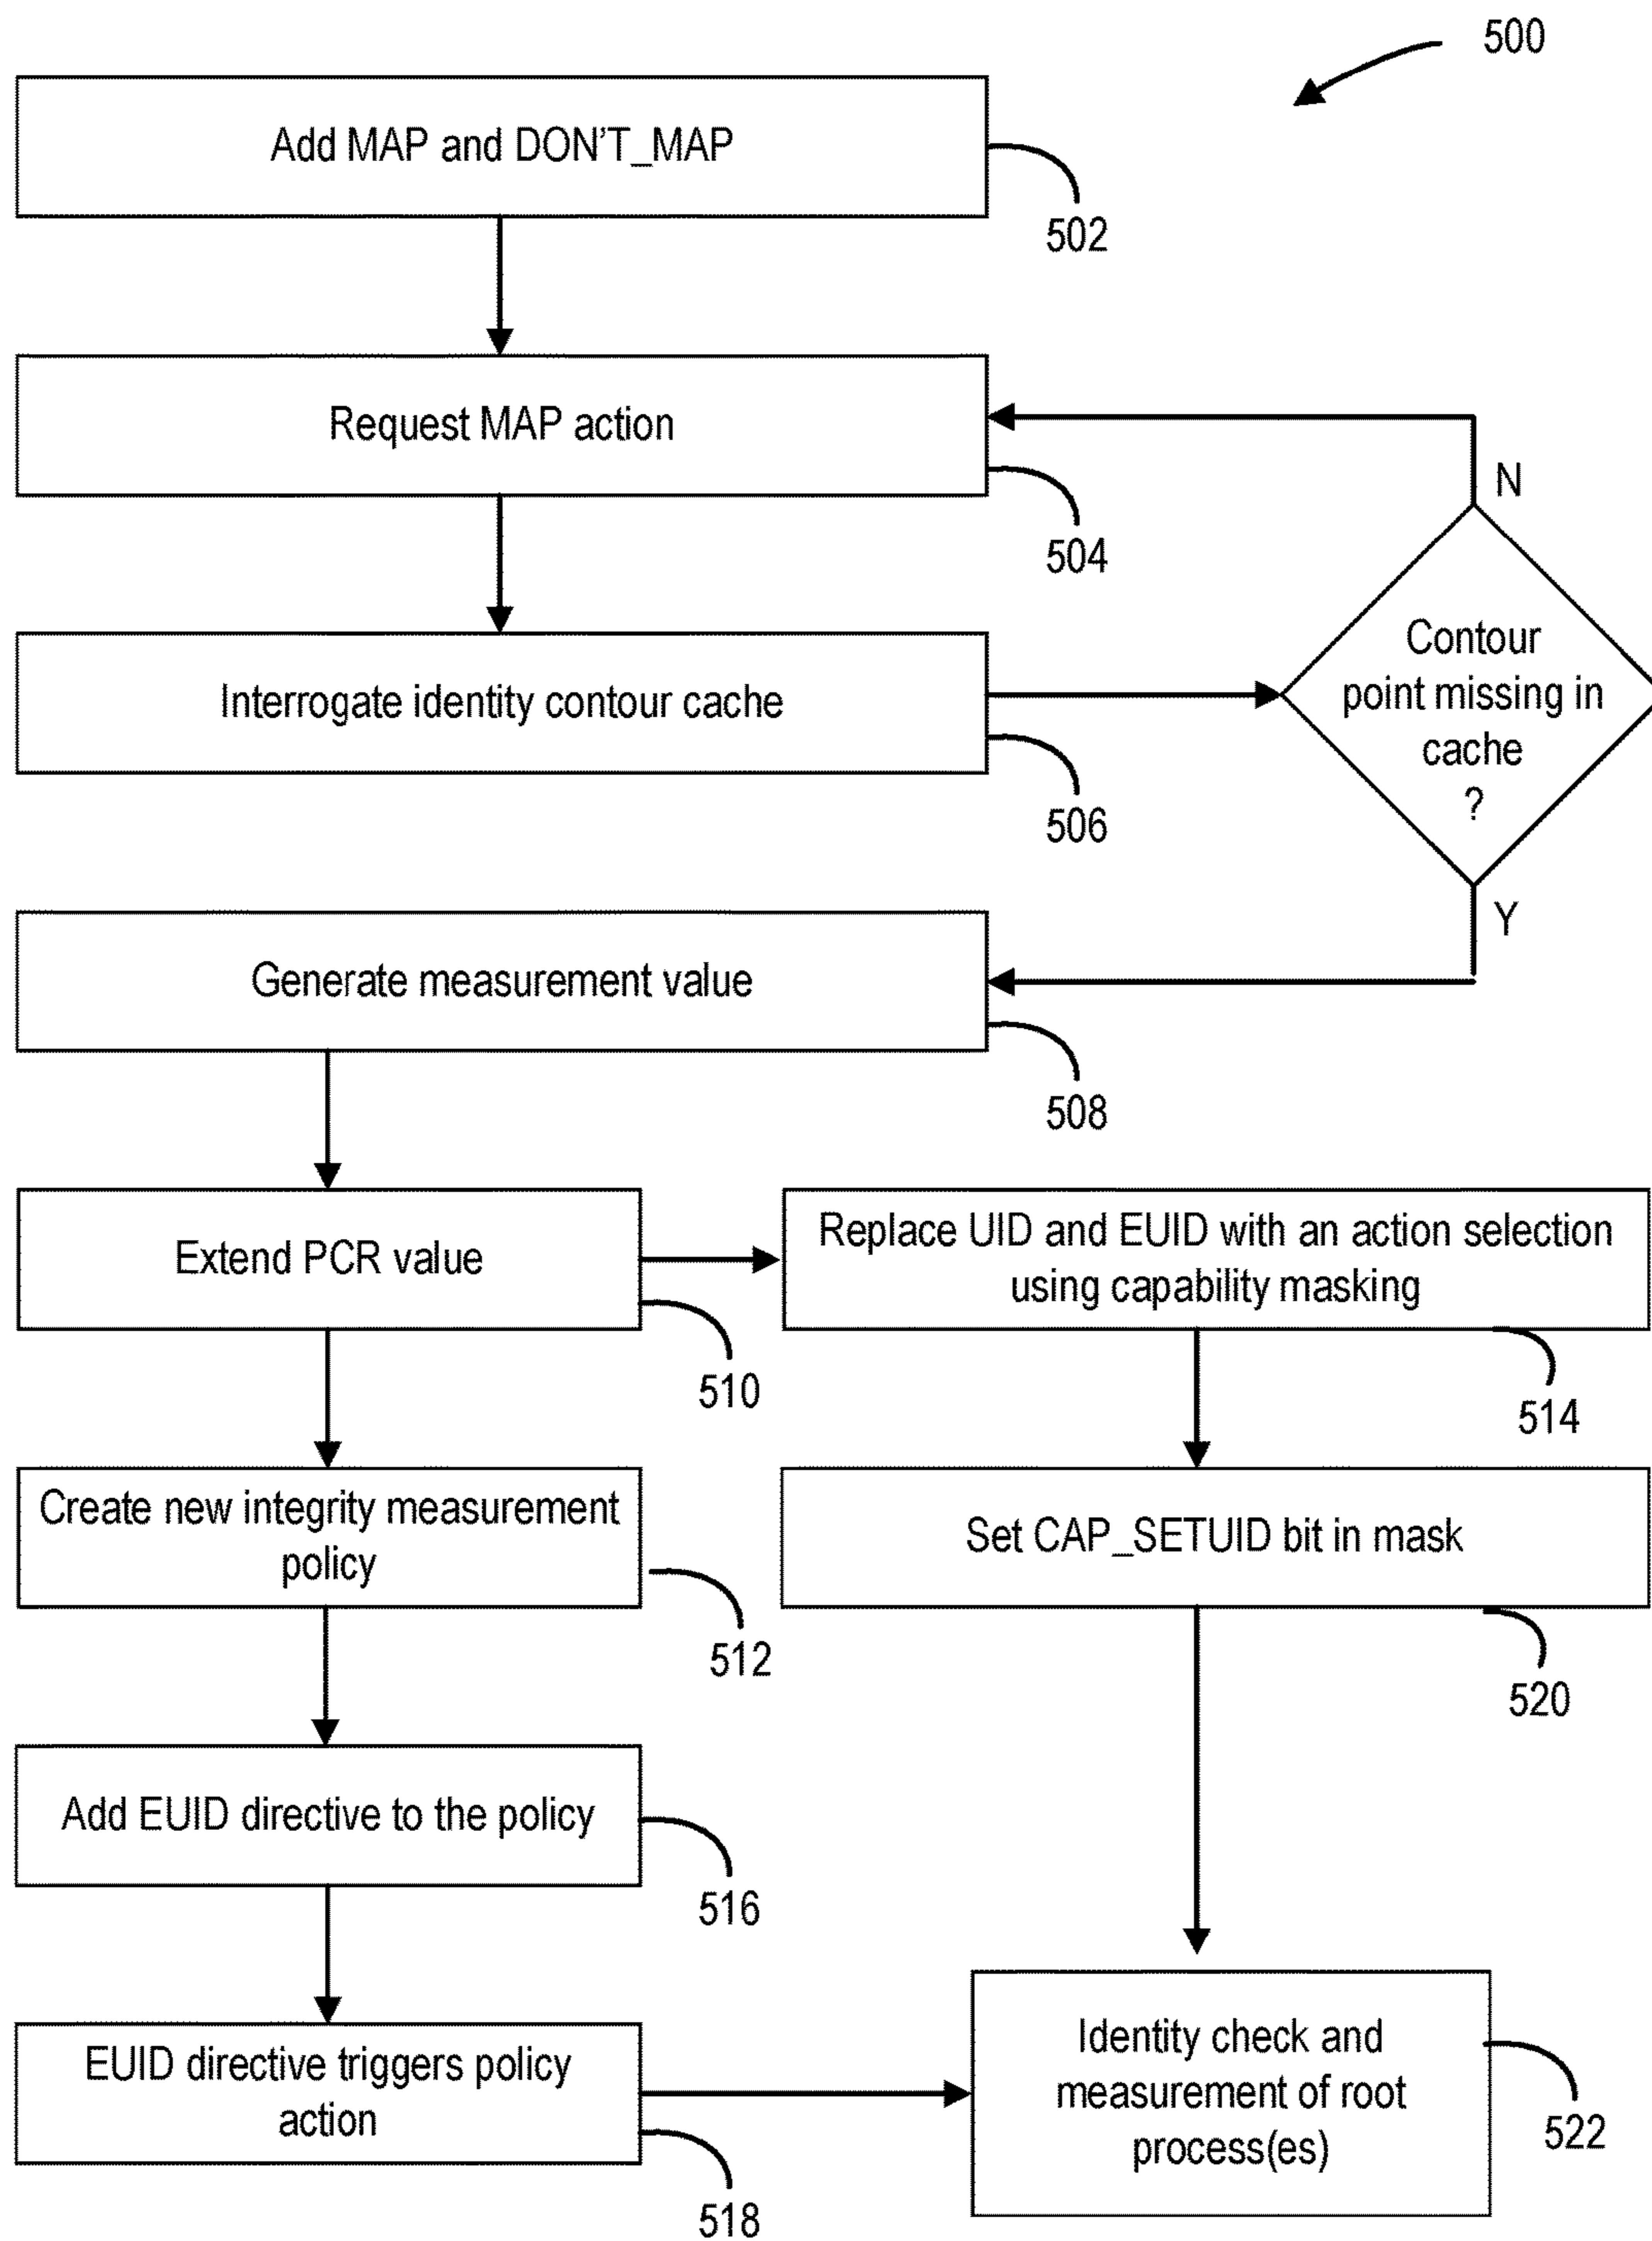 500
Add MAP and DON'T_MAP
502
Request MAP action
504
N
Contour
point missing in
cache
?
Interrogate identity contour cache
506
Y
Generate measurement value
508
Extend PCR value
510
Replace UID and EUID with an action selection
using capability masking
514
Create new integrity measurement
policy
512
Set CAP_SETUID bit in mask
520
Add EUID directive to the policy
516
EUID directive triggers policy
action
518
Identity check and
measurement of root
process(es)
522